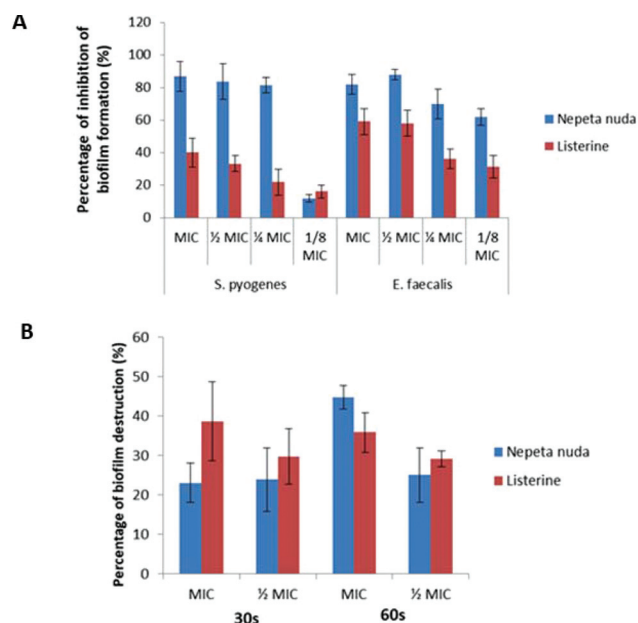 A
Percentage of inhibition of
biofilm formation (%)
120
100
80
60
40
20
0
MIC ½ MIC ¼ MIC 1/8 MIC MIC ½ MIC ¼ MIC 1/8 MIC
S. pyogenes E. faecalis
Nepeta nuda
Listerine
B
Percentage of biofilm destruction (%)
60
50
40
30
20
10
0
MIC ½ MIC MIC ½ MIC
30s 60s
Nepeta nuda
Listerine